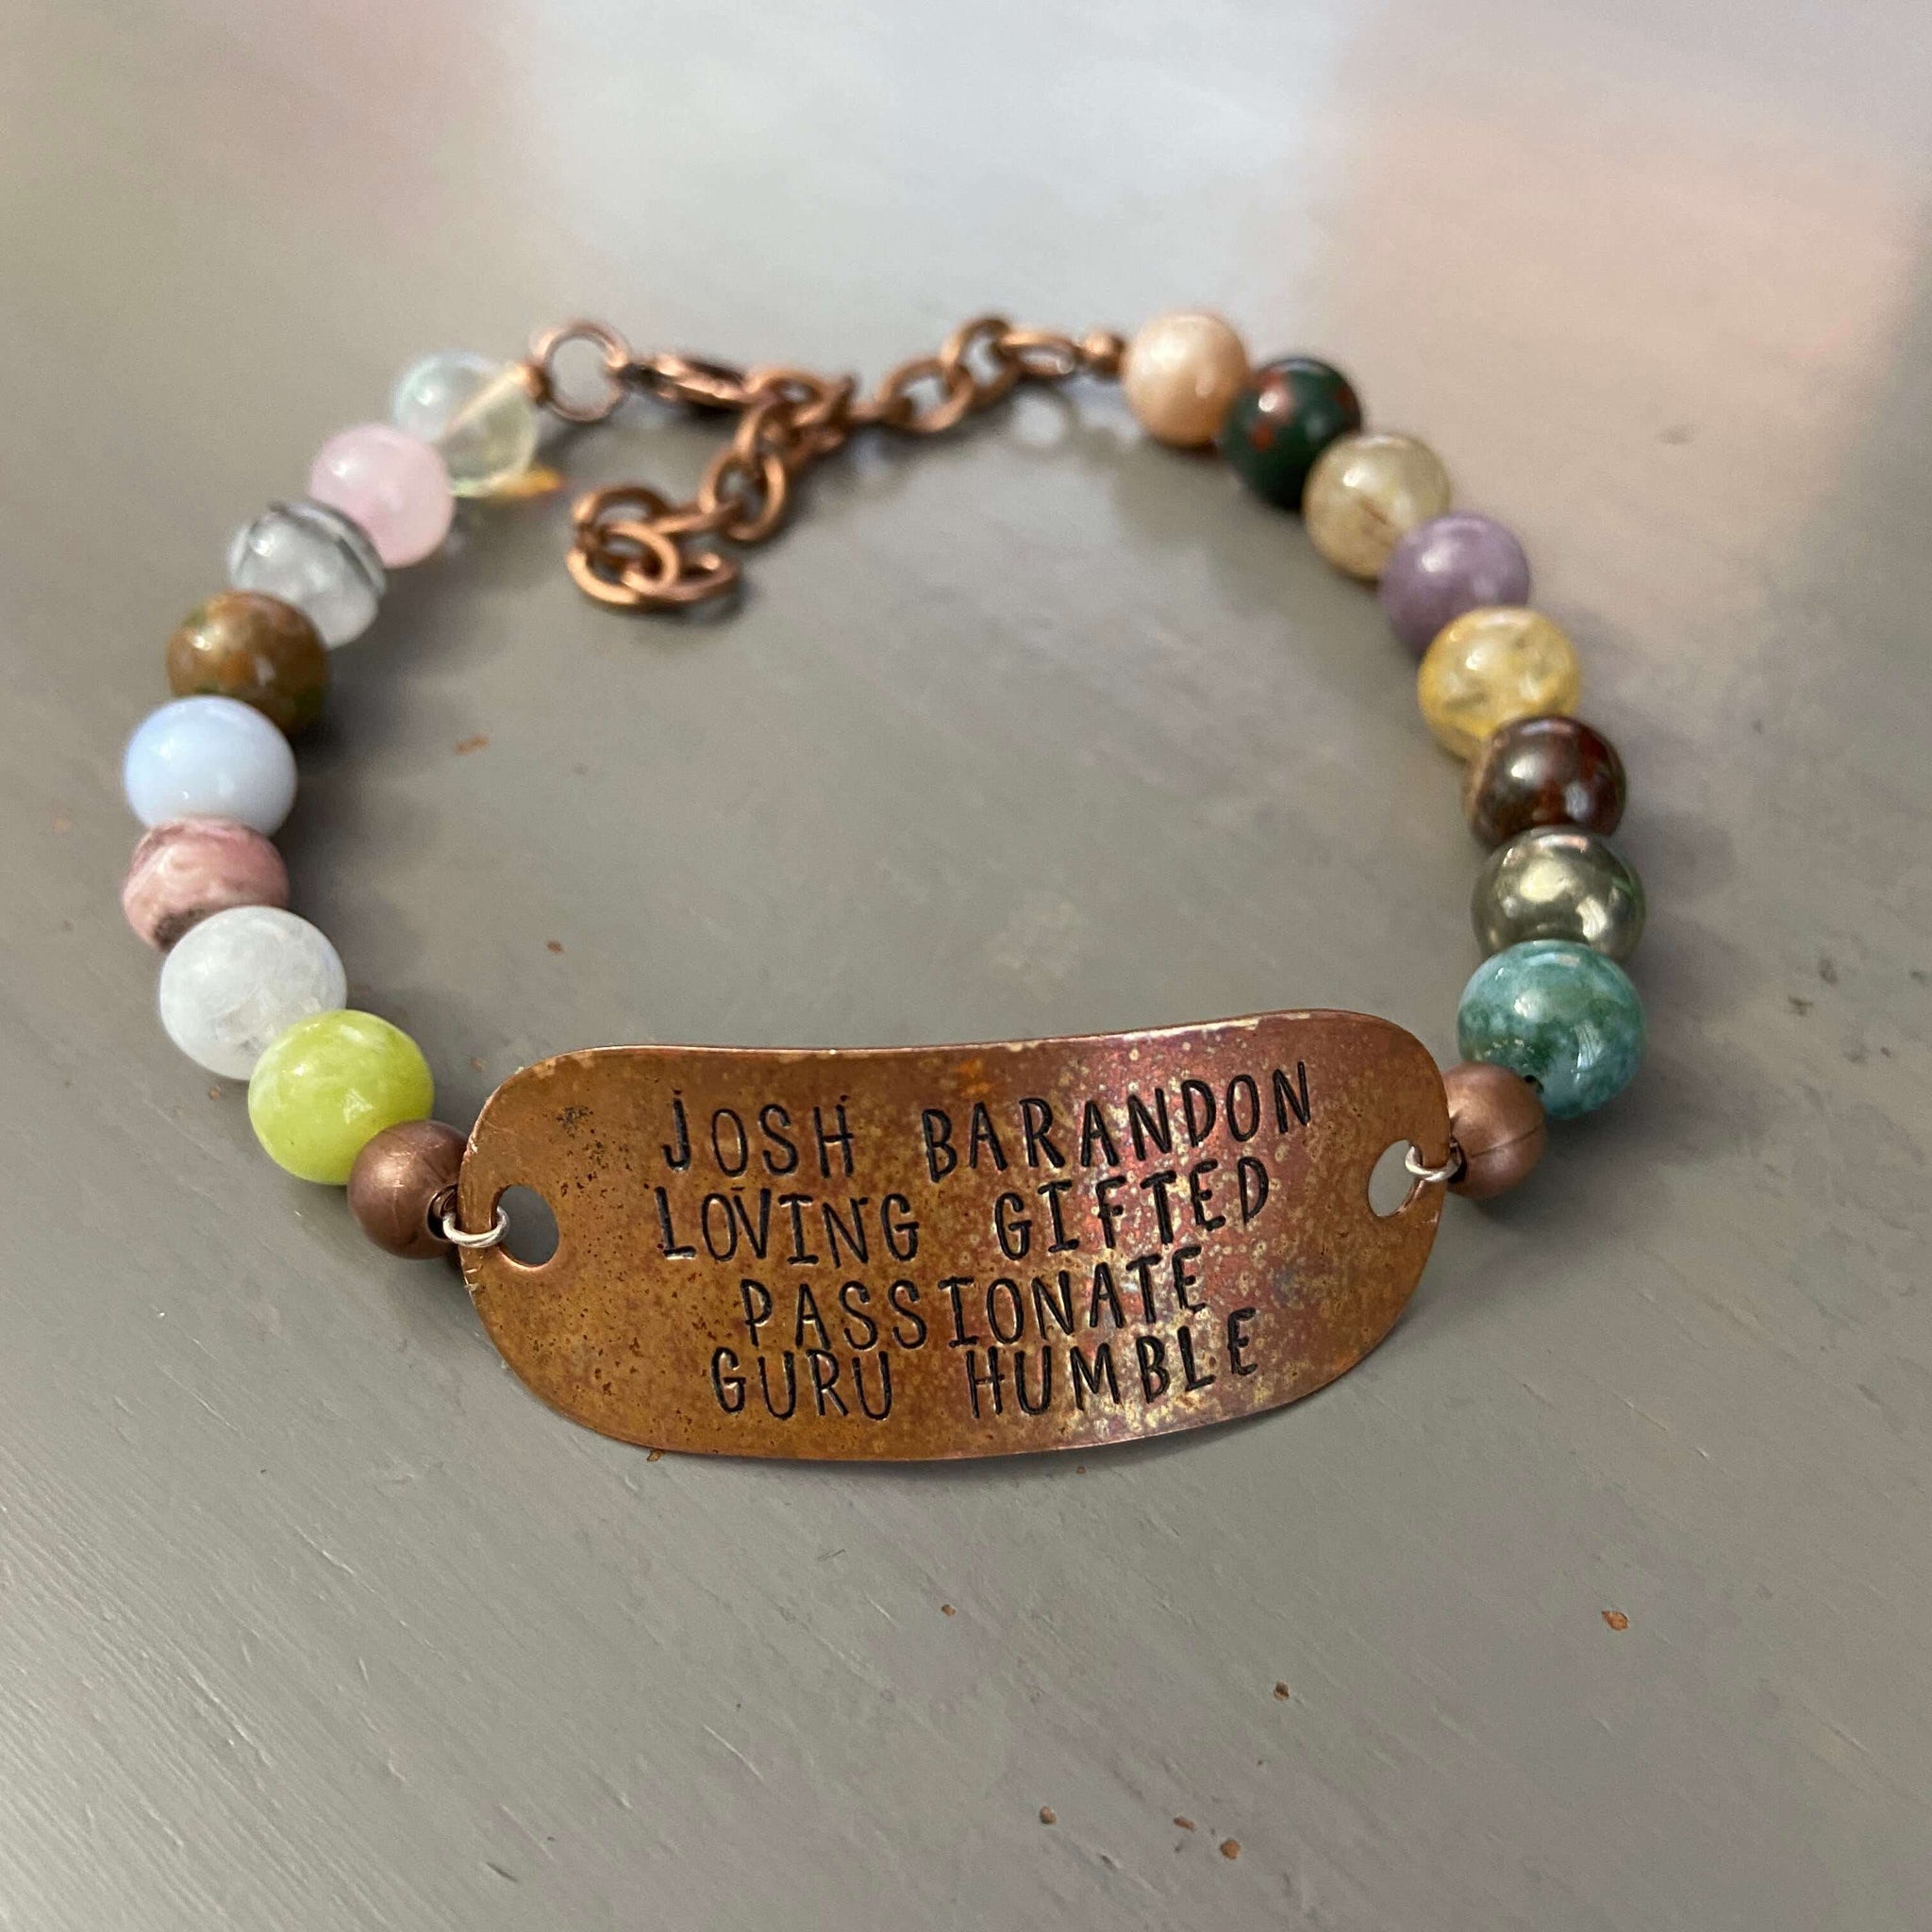 JOSH BARANDON
LOVING GIFTED
PASSIONATE
GURU HUMBLE